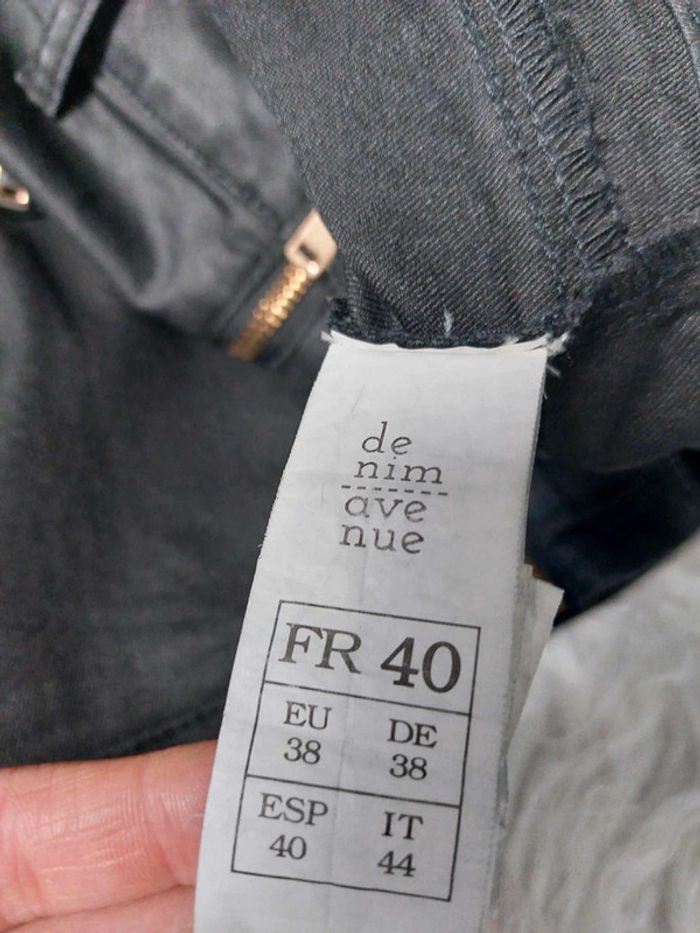 de
nim
ave
nue
FR 40
EU DE
38 38
ESP IT
40 44